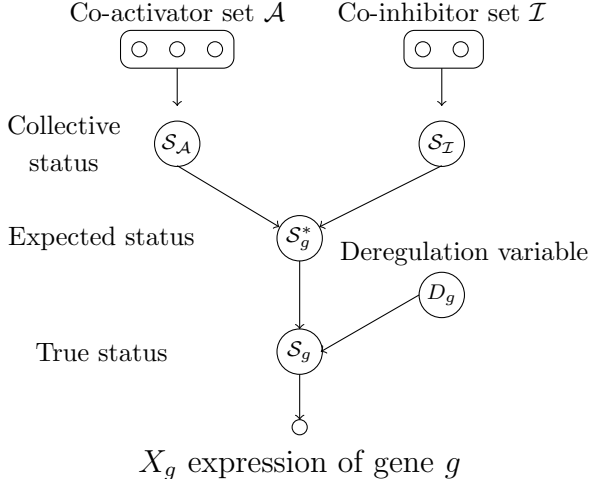 Co-activator set 𝒜 Co-inhibitor set ℐ
Collective
status
𝒮_𝒜 𝒮_ℐ
Expected status 𝒮*_g
Deregulation variable
D_g
True status 𝒮_g
X_g expression of gene g